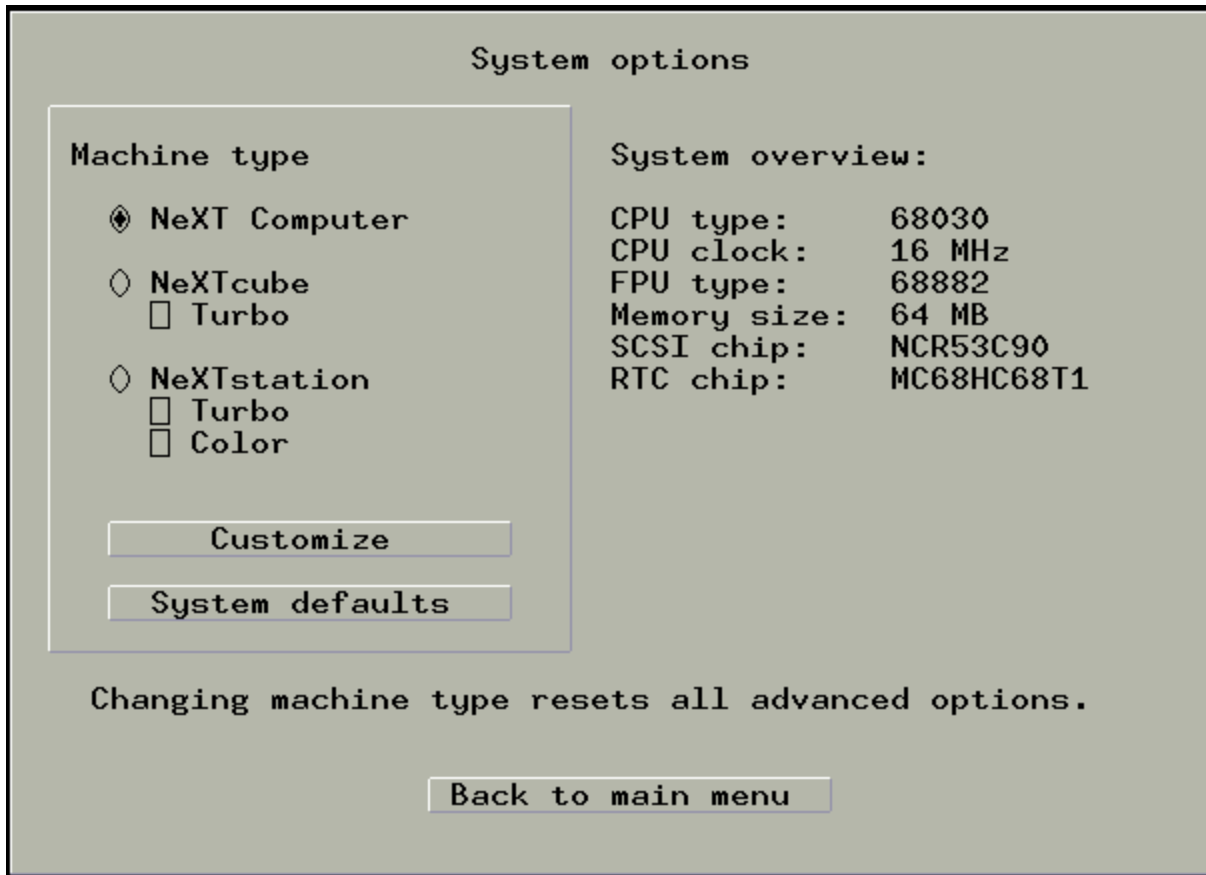 System options
Machine type
NeXT Computer
NeXTcube
Turbo
NeXTstation
Turbo
Color
Customize
System defaults
System overview:
CPU type: 68030
CPU clock: 16 MHz
FPU type: 68882
Memory size: 64 MB
SCSI chip: NCR53C90
RTC chip: MC68HC68T1
Changing machine type resets all advanced options.
Back to main menu